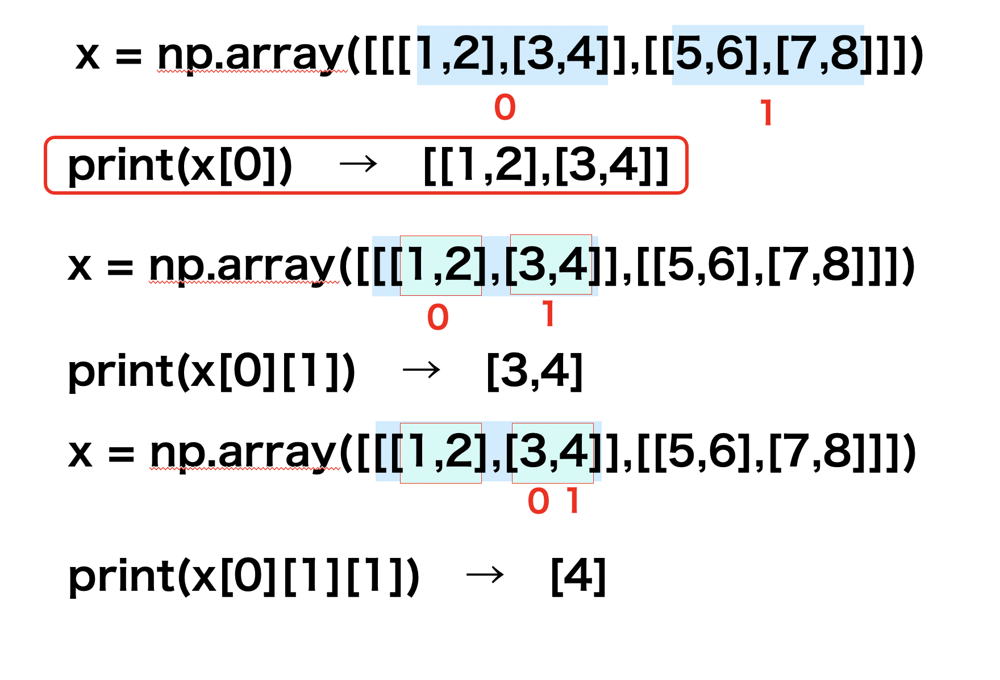 x = np.array([[[1,2],[3,4]],[[5,6],[7,8]]])
0 1
print(x[0]) → [[1,2],[3,4]]
x = np.array([[[1,2],[3,4]],[[5,6],[7,8]]])
0 1
print(x[0][1]) → [3,4]
x = np.array([[[1,2],[3,4]],[[5,6],[7,8]]])
0 1
print(x[0][1][1]) → [4]